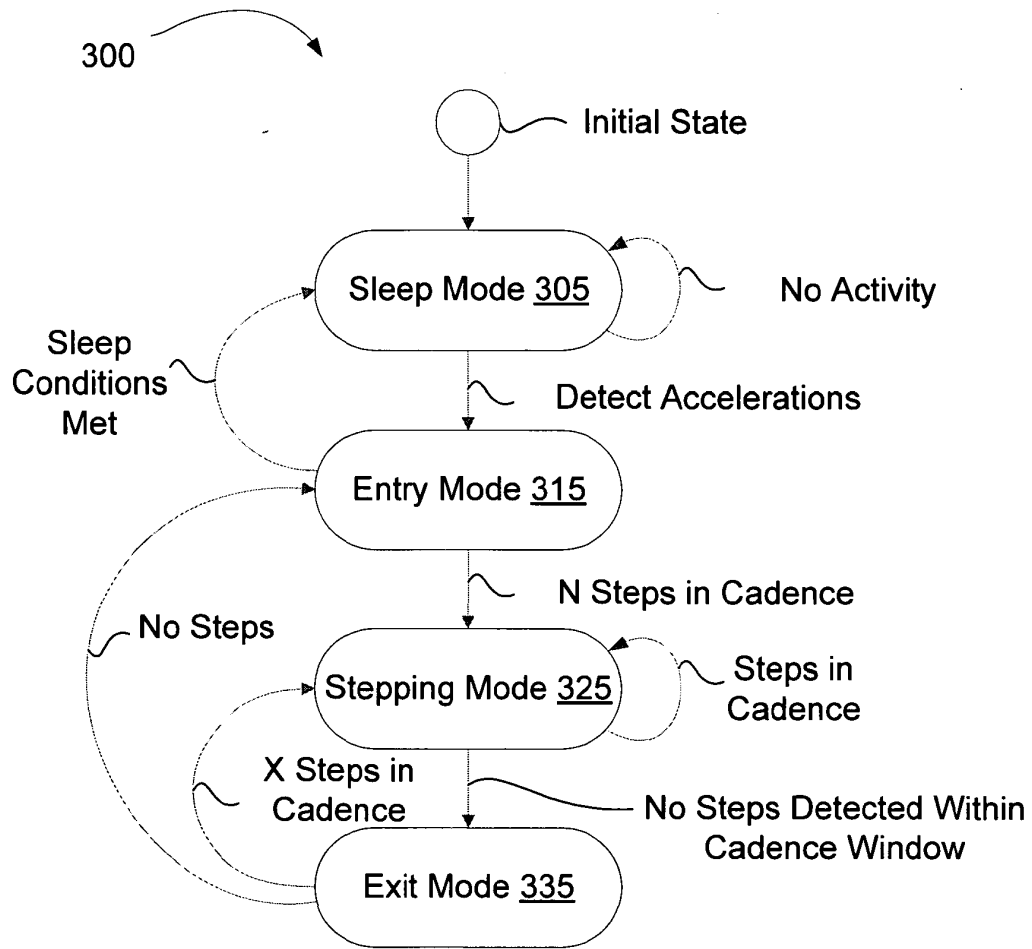 300
Initial State
Sleep Mode 305
No Activity
Sleep
Conditions
Met
Detect Accelerations
Entry Mode 315
N Steps in Cadence
No Steps
Stepping Mode 325
Steps in
Cadence
X Steps in
Cadence
No Steps Detected Within
Cadence Window
Exit Mode 335